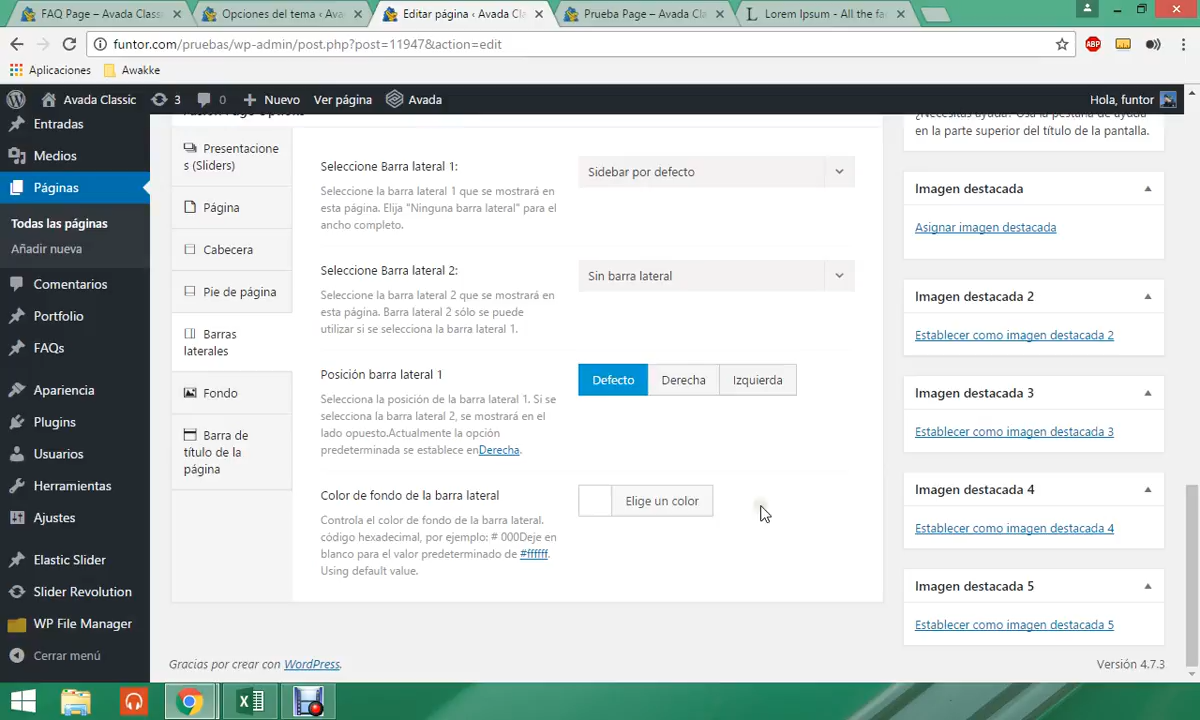 FAQ Page – Avada Class
Opciones del tema ‹ Ava
Editar página ‹ Avada Cl
Prueba Page – Avada Cl
Lorem Ipsum - All the fa
funtor.com/pruebas/wp-admin/post.php?post=11947&action=edit
ABP
Aplicaciones
Awakke
Avada Classic
3
0
Nuevo
Ver página
Avada
Hola, funtor
Entradas
Medios
Páginas
Todas las páginas
Añadir nueva
Comentarios
Portfolio
FAQs
Apariencia
Plugins
Usuarios
Herramientas
Ajustes
Elastic Slider
Slider Revolution
WP File Manager
Cerrar menú
Fusion Page Options
Presentacione
s (Sliders)
Página
Cabecera
Pie de página
Barras
laterales
Fondo
Barra de
título de la
página
Seleccione Barra lateral 1:
Seleccione la barra lateral 1 que se mostrará en
esta página. Elija "Ninguna barra lateral" para el
ancho completo.
Sidebar por defecto
Seleccione Barra lateral 2:
Seleccione la barra lateral 2 que se mostrará en
esta página. Barra lateral 2 sólo se puede
utilizar si se selecciona la barra lateral 1.
Sin barra lateral
Posición barra lateral 1
Selecciona la posición de la barra lateral 1. Si se
selecciona la barra lateral 2, se mostrará en el
lado opuesto.Actualmente la opción
predeterminada se establece enDerecha.
Defecto
Derecha
Izquierda
Color de fondo de la barra lateral
Controla el color de fondo de la barra lateral.
código hexadecimal, por ejemplo: # 000Deje en
blanco para el valor predeterminado de #ffffff.
Using default value.
Elige un color
¿Necesitas ayuda? Usa la pestaña de ayuda
en la parte superior del título de la pantalla.
Imagen destacada
Asignar imagen destacada
Imagen destacada 2
Establecer como imagen destacada 2
Imagen destacada 3
Establecer como imagen destacada 3
Imagen destacada 4
Establecer como imagen destacada 4
Imagen destacada 5
Establecer como imagen destacada 5
Gracias por crear con WordPress.
Versión 4.7.3